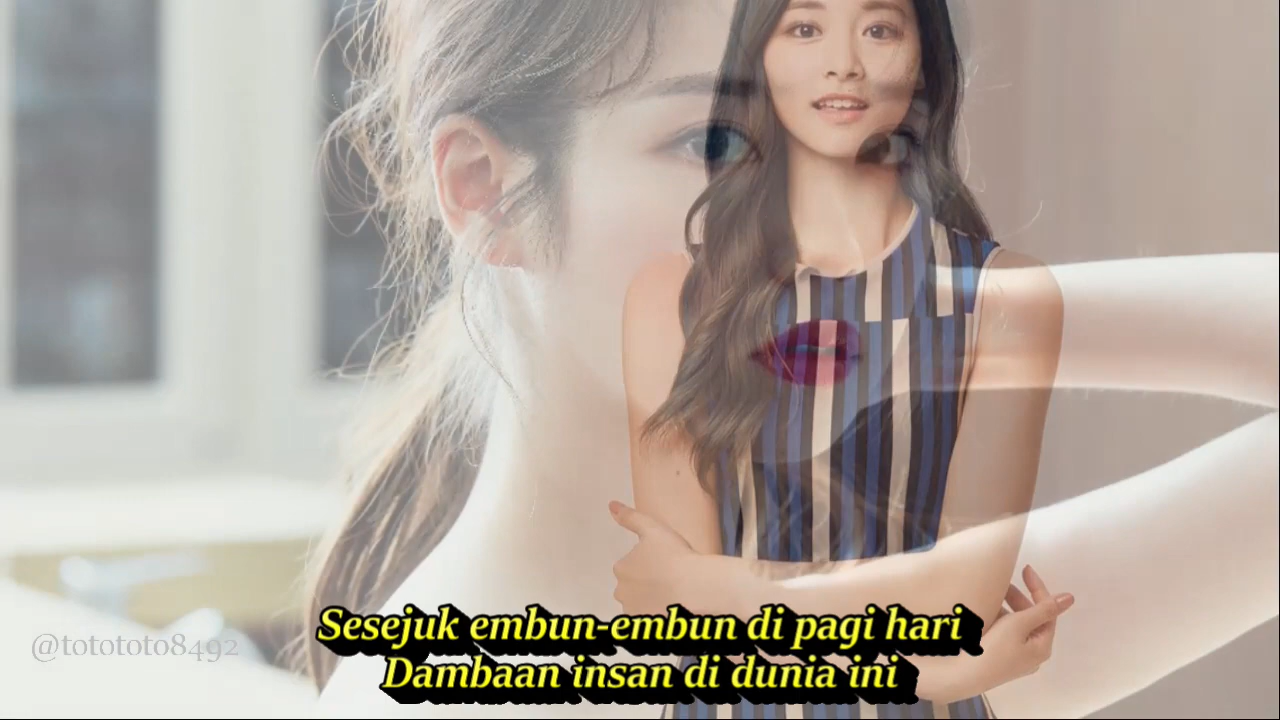 @totototo8492
Sesejuk embun-embun di pagi hari
Dambaan insan di dunia ini